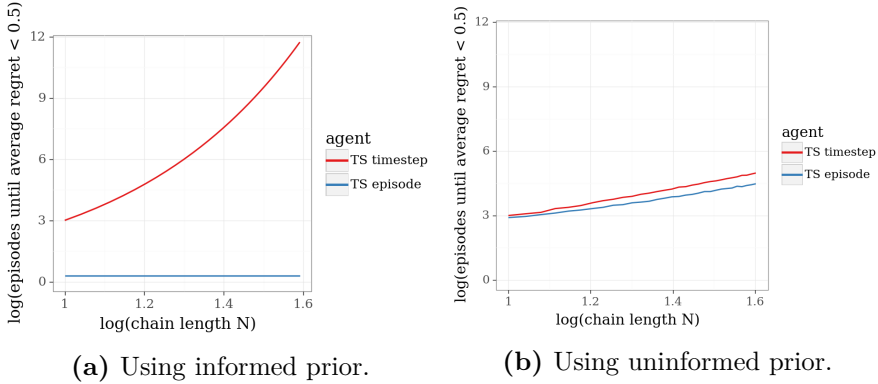 log(episodes until average regret < 0.5)
12
9
6
3
0
1
1.2
1.4
1.6
log(chain length N)
agent
TS timestep
TS episode
(a) Using informed prior.
log(episodes until average regret < 0.5)
12
9
6
3
0
1
1.2
1.4
1.6
log(chain length N)
agent
TS timestep
TS episode
(b) Using uninformed prior.